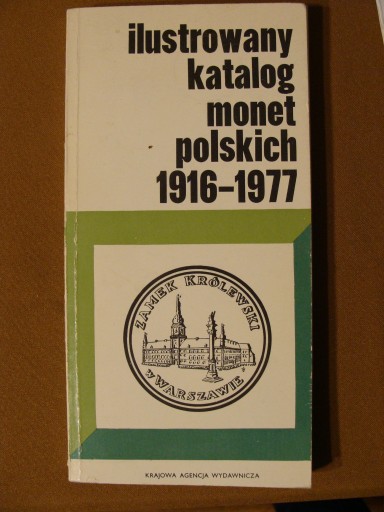 ilustrowany
katalog
monet
polskich
1916–1977
ZAMEK KRÓLEWSKI
w WARSZAWIE
KRAJOWA AGENCJA WYDAWNICZA